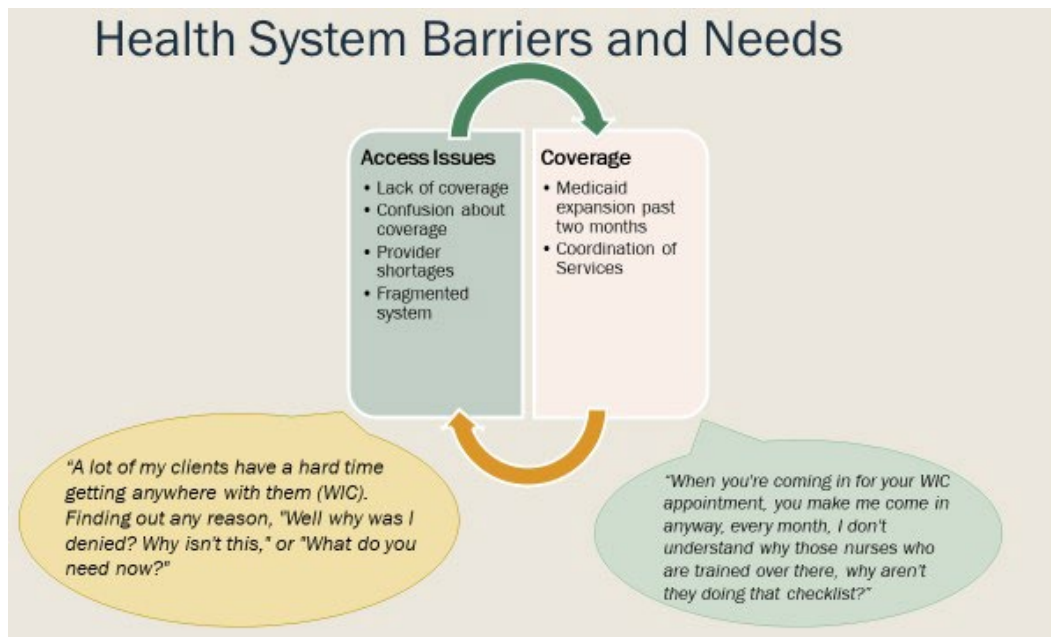 Health System Barriers and Needs
Access Issues
• Lack of coverage
• Confusion about
coverage
• Provider
shortages
• Fragmented
system
Coverage
• Medicaid
expansion past
two months
• Coordination of
Services
“A lot of my clients have a hard time
getting anywhere with them (WIC).
Finding out any reason, "Well why was I
denied? Why isn't this," or "What do you
need now?”
“When you're coming in for your WIC
appointment, you make me come in
anyway, every month, I don't
understand why those nurses who
are trained over there, why aren't
they doing that checklist?”